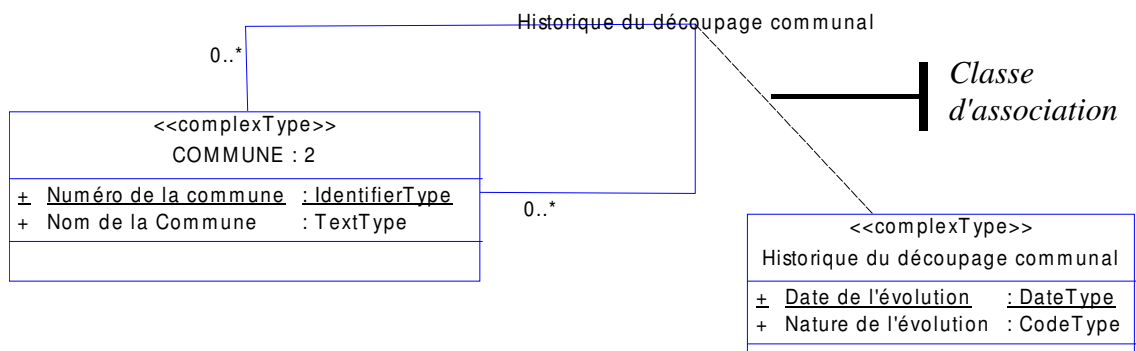 Historique du découpage communal
0..*
Classe
d'association
<<complexType>>
COMMUNE : 2
+ Numéro de la commune : IdentifierType
+ Nom de la Commune : TextType
0..*
<<complexType>>
Historique du découpage communal
+ Date de l'évolution : DateType
+ Nature de l'évolution : CodeType